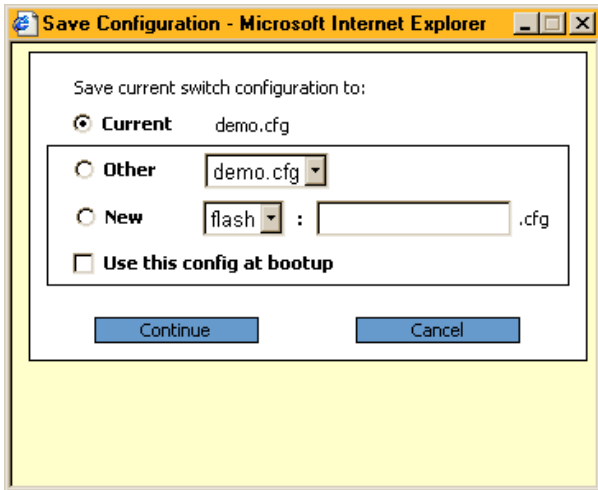 Save Configuration - Microsoft Internet Explorer
Save current switch configuration to:
Current demo.cfg
Other demo.cfg
New flash : .cfg
Use this config at bootup
Continue Cancel